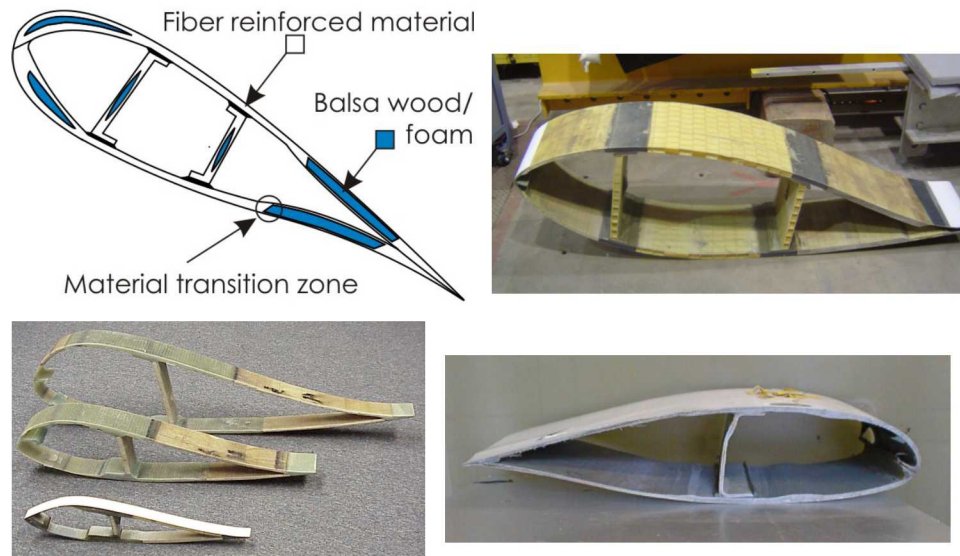 Fiber reinforced material
Balsa wood/
foam
Material transition zone